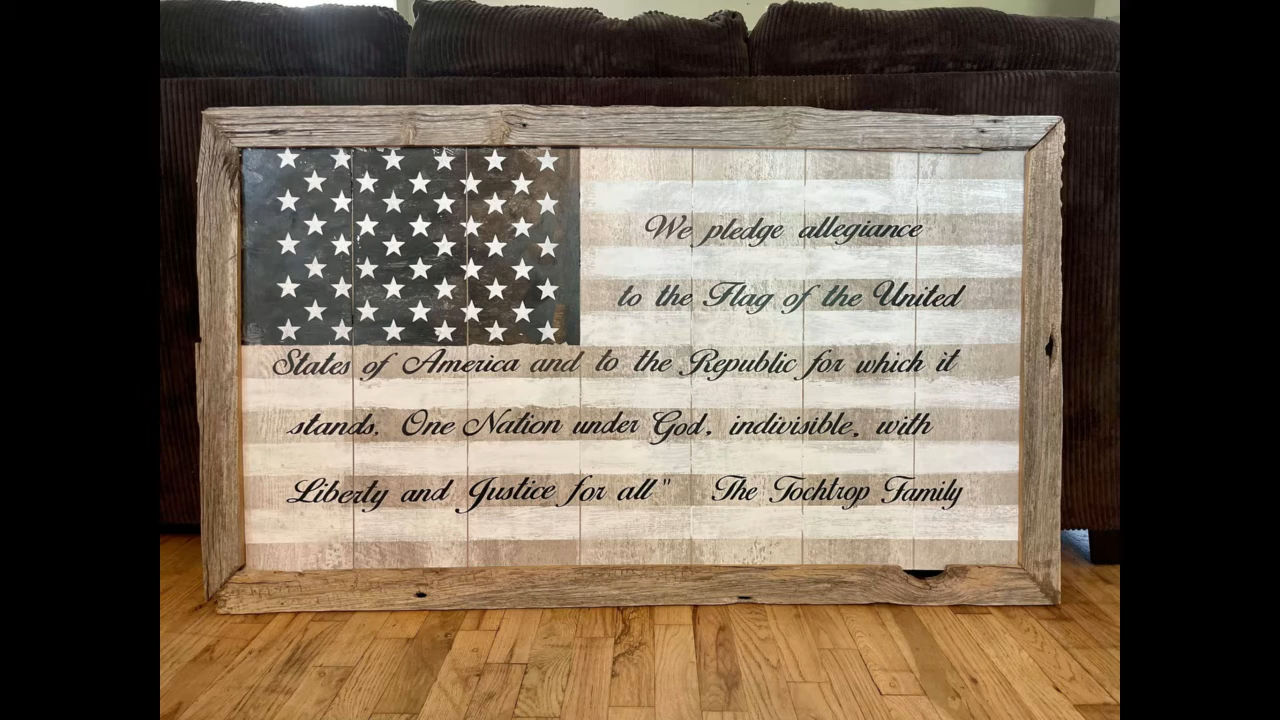 We pledge allegiance
to the Flag of the United
States of America and to the Republic for which it
stands. One Nation under God, indivisible, with
Liberty and Justice for all" The Tochtrop Family